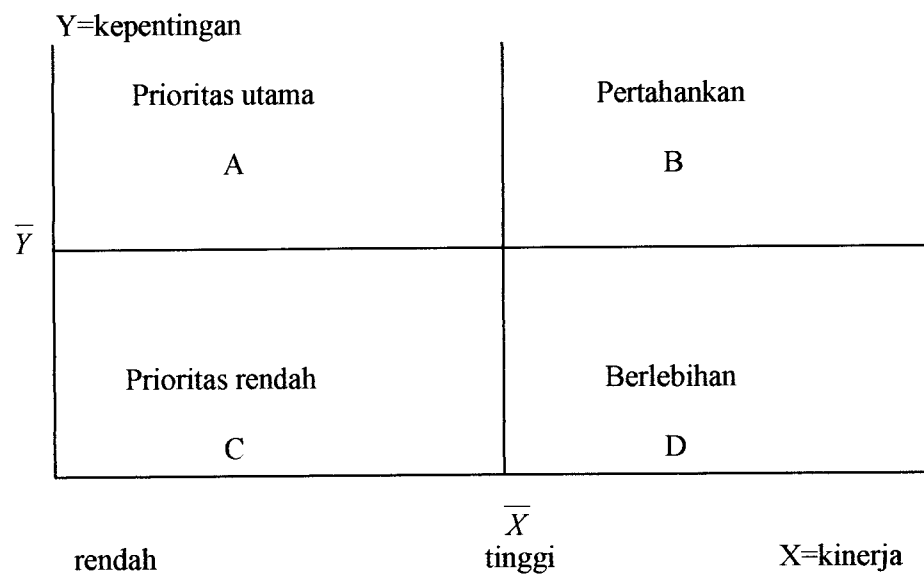 Y=kepentingan
Prioritas utama
Pertahankan
A
B
Y̅
Prioritas rendah
Berlebihan
C
D
X̅
rendah
tinggi
X=kinerja